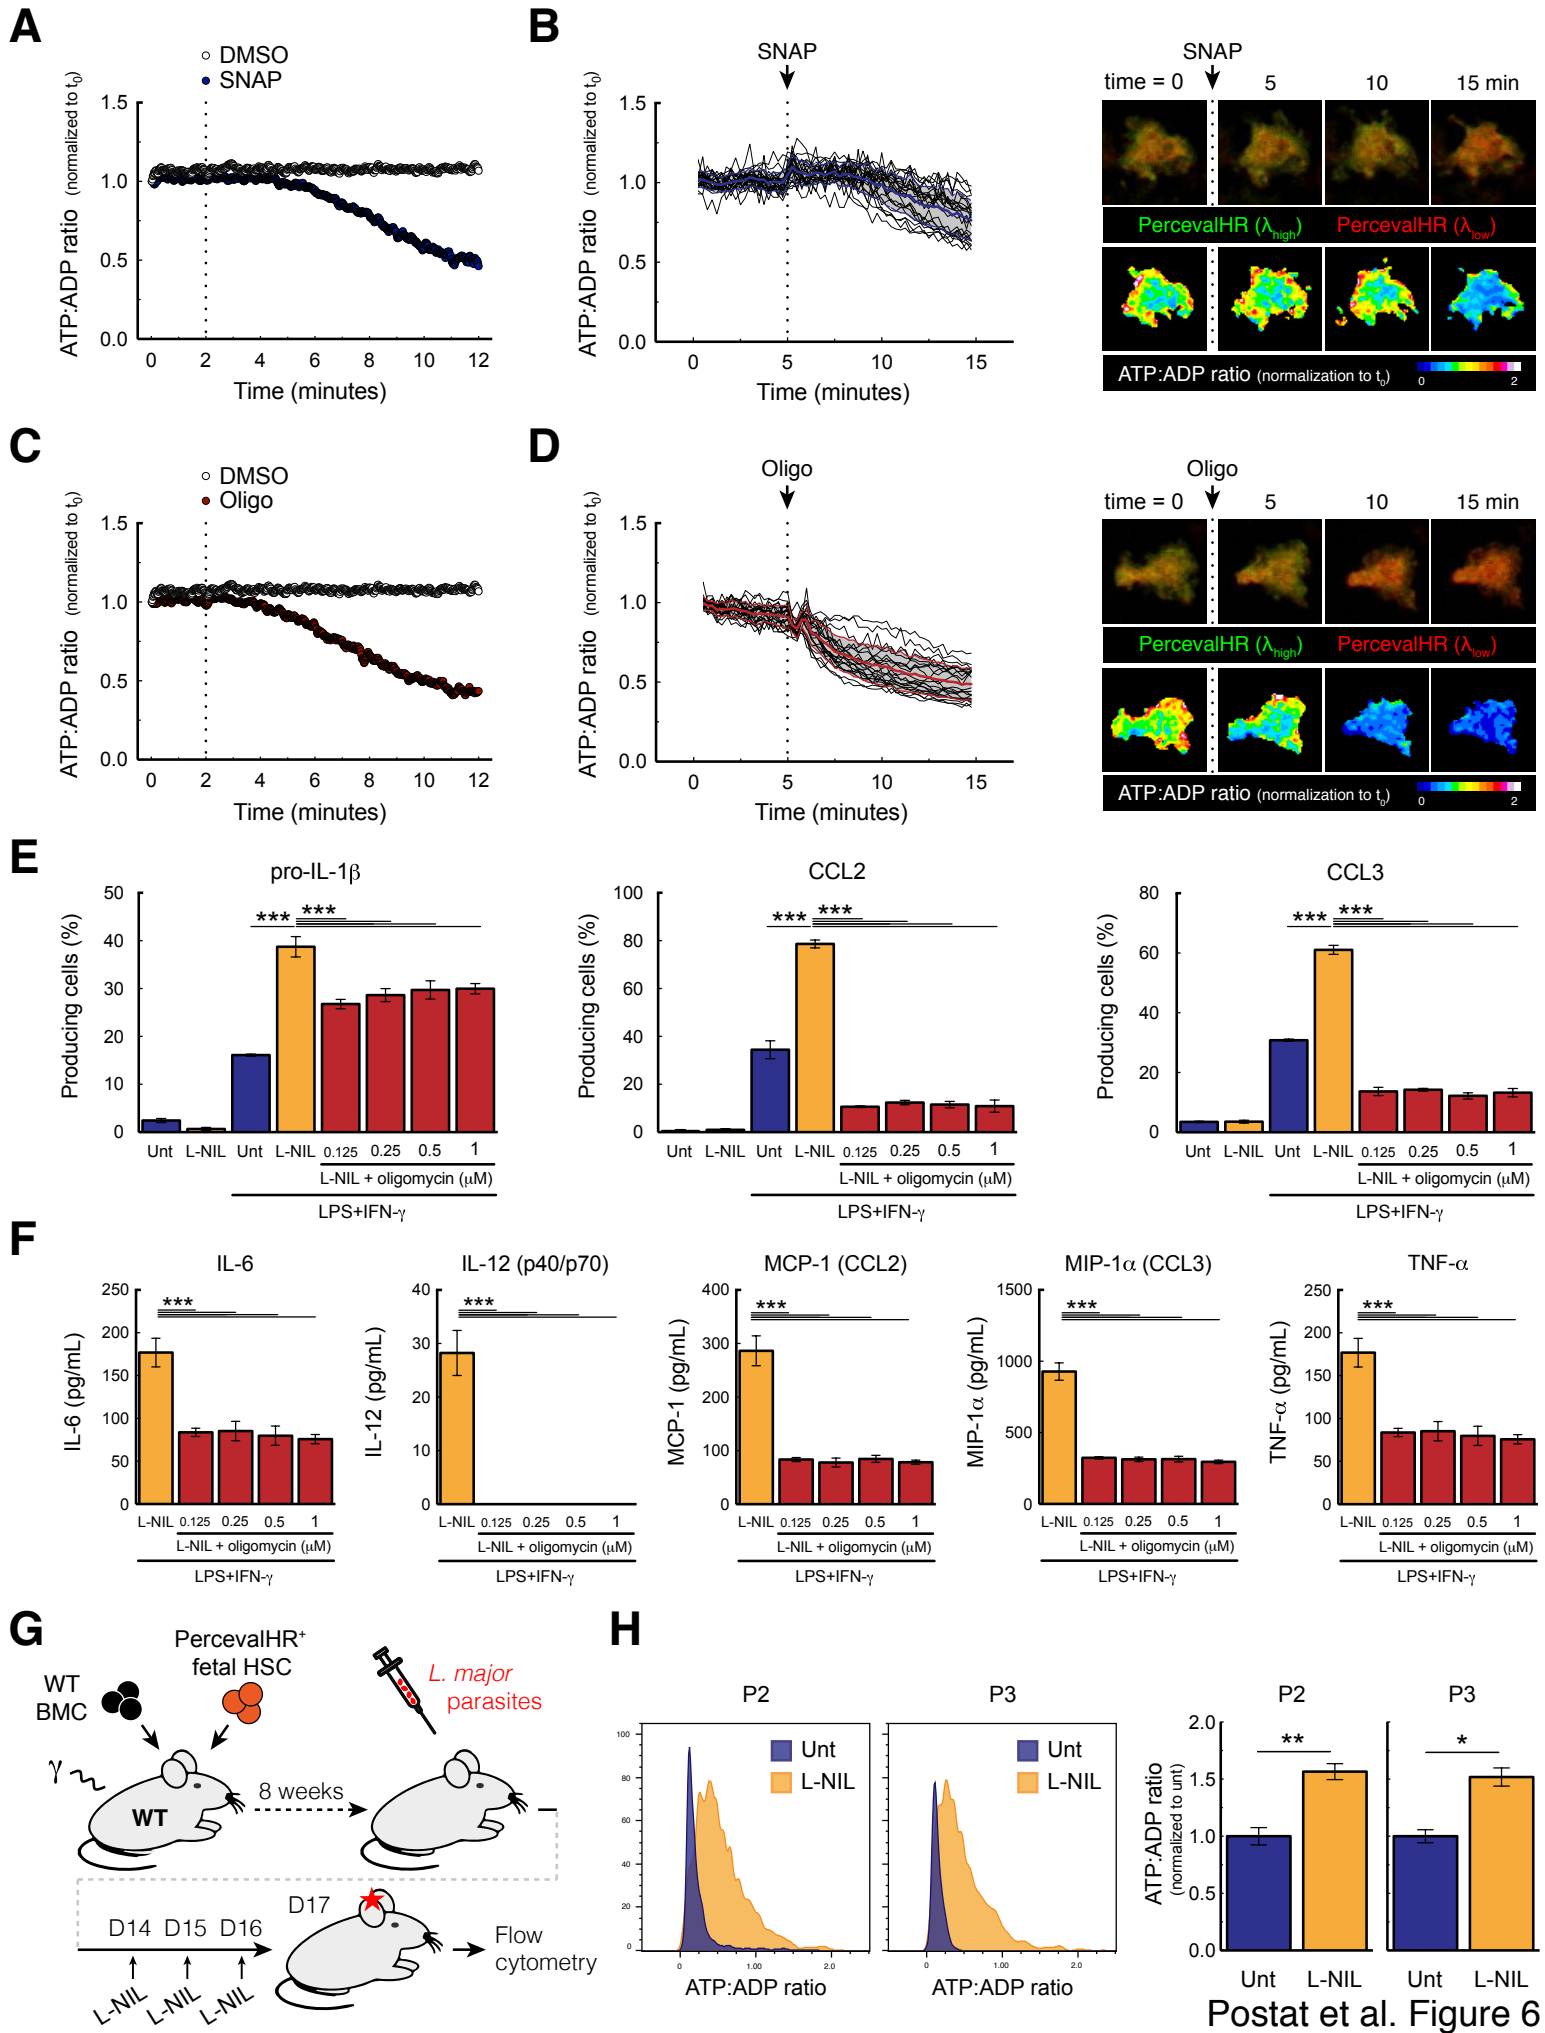 A
DMSO
SNAP
ATP:ADP ratio (normalized to t0)
1.5
1.0
0.5
0.0
0 2 4 6 8 10 12
Time (minutes)
B
SNAP
ATP:ADP ratio (normalized to t0)
1.5
1.0
0.5
0.0
0 5 10 15
Time (minutes)
SNAP
time = 0 5 10 15 min
PercevalHR (λhigh) PercevalHR (λlow)
ATP:ADP ratio (normalization to t0)
0 2
C
DMSO
Oligo
ATP:ADP ratio (normalized to t0)
1.5
1.0
0.5
0.0
0 2 4 6 8 10 12
Time (minutes)
D
Oligo
ATP:ADP ratio (normalized to t0)
1.5
1.0
0.5
0.0
0 5 10 15
Time (minutes)
Oligo
time = 0 5 10 15 min
PercevalHR (λhigh) PercevalHR (λlow)
ATP:ADP ratio (normalization to t0)
0 2
E
pro-IL-1β
Producing cells (%)
50
40
30
20
10
0
*** ***
Unt L-NIL Unt L-NIL 0.125 0.25 0.5 1
L-NIL + oligomycin (μM)
LPS+IFN-γ
CCL2
Producing cells (%)
100
80
60
40
20
0
*** ***
Unt L-NIL Unt L-NIL 0.125 0.25 0.5 1
L-NIL + oligomycin (μM)
LPS+IFN-γ
CCL3
Producing cells (%)
80
60
40
20
0
*** ***
Unt L-NIL Unt L-NIL 0.125 0.25 0.5 1
L-NIL + oligomycin (μM)
LPS+IFN-γ
F
IL-6
IL-6 (pg/mL)
250
200
150
100
50
0
***
L-NIL 0.125 0.25 0.5 1
L-NIL + oligomycin (μM)
LPS+IFN-γ
IL-12 (p40/p70)
IL-12 (pg/mL)
40
30
20
10
0
***
L-NIL 0.125 0.25 0.5 1
L-NIL + oligomycin (μM)
LPS+IFN-γ
MCP-1 (CCL2)
MCP-1 (pg/mL)
400
300
200
100
0
***
L-NIL 0.125 0.25 0.5 1
L-NIL + oligomycin (μM)
LPS+IFN-γ
MIP-1α (CCL3)
MIP-1α (pg/mL)
1500
1000
500
0
***
L-NIL 0.125 0.25 0.5 1
L-NIL + oligomycin (μM)
LPS+IFN-γ
TNF-α
TNF-α (pg/mL)
250
200
150
100
50
0
***
L-NIL 0.125 0.25 0.5 1
L-NIL + oligomycin (μM)
LPS+IFN-γ
G
WT
BMC
PercevalHR+
fetal HSC
L. major
parasites
γ
WT
8 weeks
D14 D15 D16
D17
L-NIL L-NIL L-NIL
Flow
cytometry
H
P2
Unt
L-NIL
100
80
60
40
20
0
0 1.00 2.0
ATP:ADP ratio
P3
Unt
L-NIL
0 1.00 2.0
ATP:ADP ratio
P2 P3
ATP:ADP ratio
(normalized to unt)
2.0
1.5
1.0
0.5
0.0
** *
Unt L-NIL Unt L-NIL
Postat et al. Figure 6